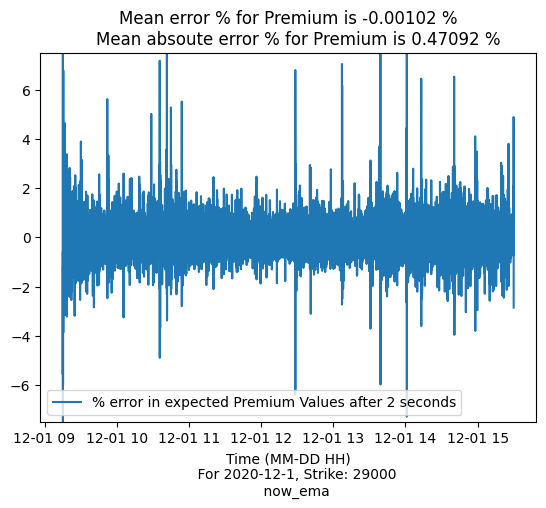 Mean error % for Premium is -0.00102 %
Mean absoute error % for Premium is 0.47092 %
6
4
2
0
−2
−4
−6
% error in expected Premium Values after 2 seconds
12-01 09 12-01 10 12-01 11 12-01 12 12-01 13 12-01 14 12-01 15
Time (MM-DD HH)
For 2020-12-1, Strike: 29000
now_ema